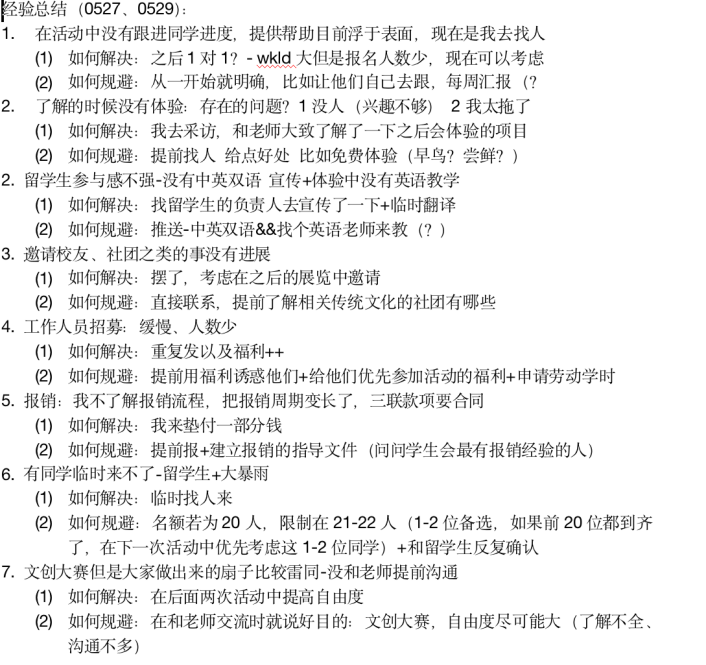 经验总结（0527、0529）：
1. 在活动中没有跟进同学进度，提供帮助目前浮于表面，现在是我去找人
(1) 如何解决：之后 1 对 1？- wkld 大但是报名人数少，现在可以考虑
(2) 如何规避：从一开始就明确，比如让他们自己去跟，每周汇报（？
2. 了解的时候没有体验：存在的问题？1 没人（兴趣不够） 2 我太拖了
(1) 如何解决：我去采访，和老师大致了解了一下之后会体验的项目
(2) 如何规避：提前找人 给点好处 比如免费体验（早鸟？尝鲜？）
2. 留学生参与感不强-没有中英双语 宣传+体验中没有英语教学
(1) 如何解决：找留学生的负责人去宣传了一下+临时翻译
(2) 如何规避：推送-中英双语&&找个英语老师来教（？）
3. 邀请校友、社团之类的事没有进展
(1) 如何解决：摆了，考虑在之后的展览中邀请
(2) 如何规避：直接联系，提前了解相关传统文化的社团有哪些
4. 工作人员招募：缓慢、人数少
(1) 如何解决：重复发以及福利++
(2) 如何规避：提前用福利诱惑他们+给他们优先参加活动的福利+申请劳动学时
5. 报销：我不了解报销流程，把报销周期变长了，三联款项要合同
(1) 如何解决：我来垫付一部分钱
(2) 如何规避：提前报+建立报销的指导文件（问问学生会最有报销经验的人）
6. 有同学临时来不了-留学生+大暴雨
(1) 如何解决：临时找人来
(2) 如何规避：名额若为 20 人，限制在 21-22 人（1-2 位备选，如果前 20 位都到齐
了，在下一次活动中优先考虑这 1-2 位同学）+和留学生反复确认
7. 文创大赛但是大家做出来的扇子比较雷同-没和老师提前沟通
(1) 如何解决：在后面两次活动中提高自由度
(2) 如何规避：在和老师交流时就说好目的：文创大赛，自由度尽可能大（了解不全、
沟通不多）